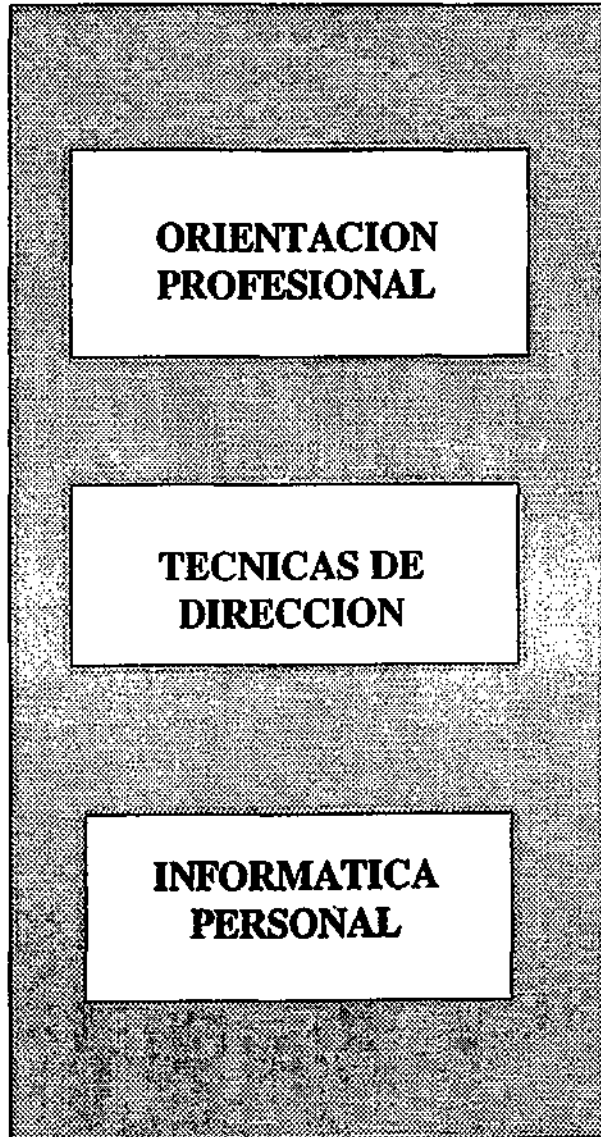 ORIENTACION
PROFESIONAL
TECNICAS DE
DIRECCION
INFORMATICA
PERSONAL